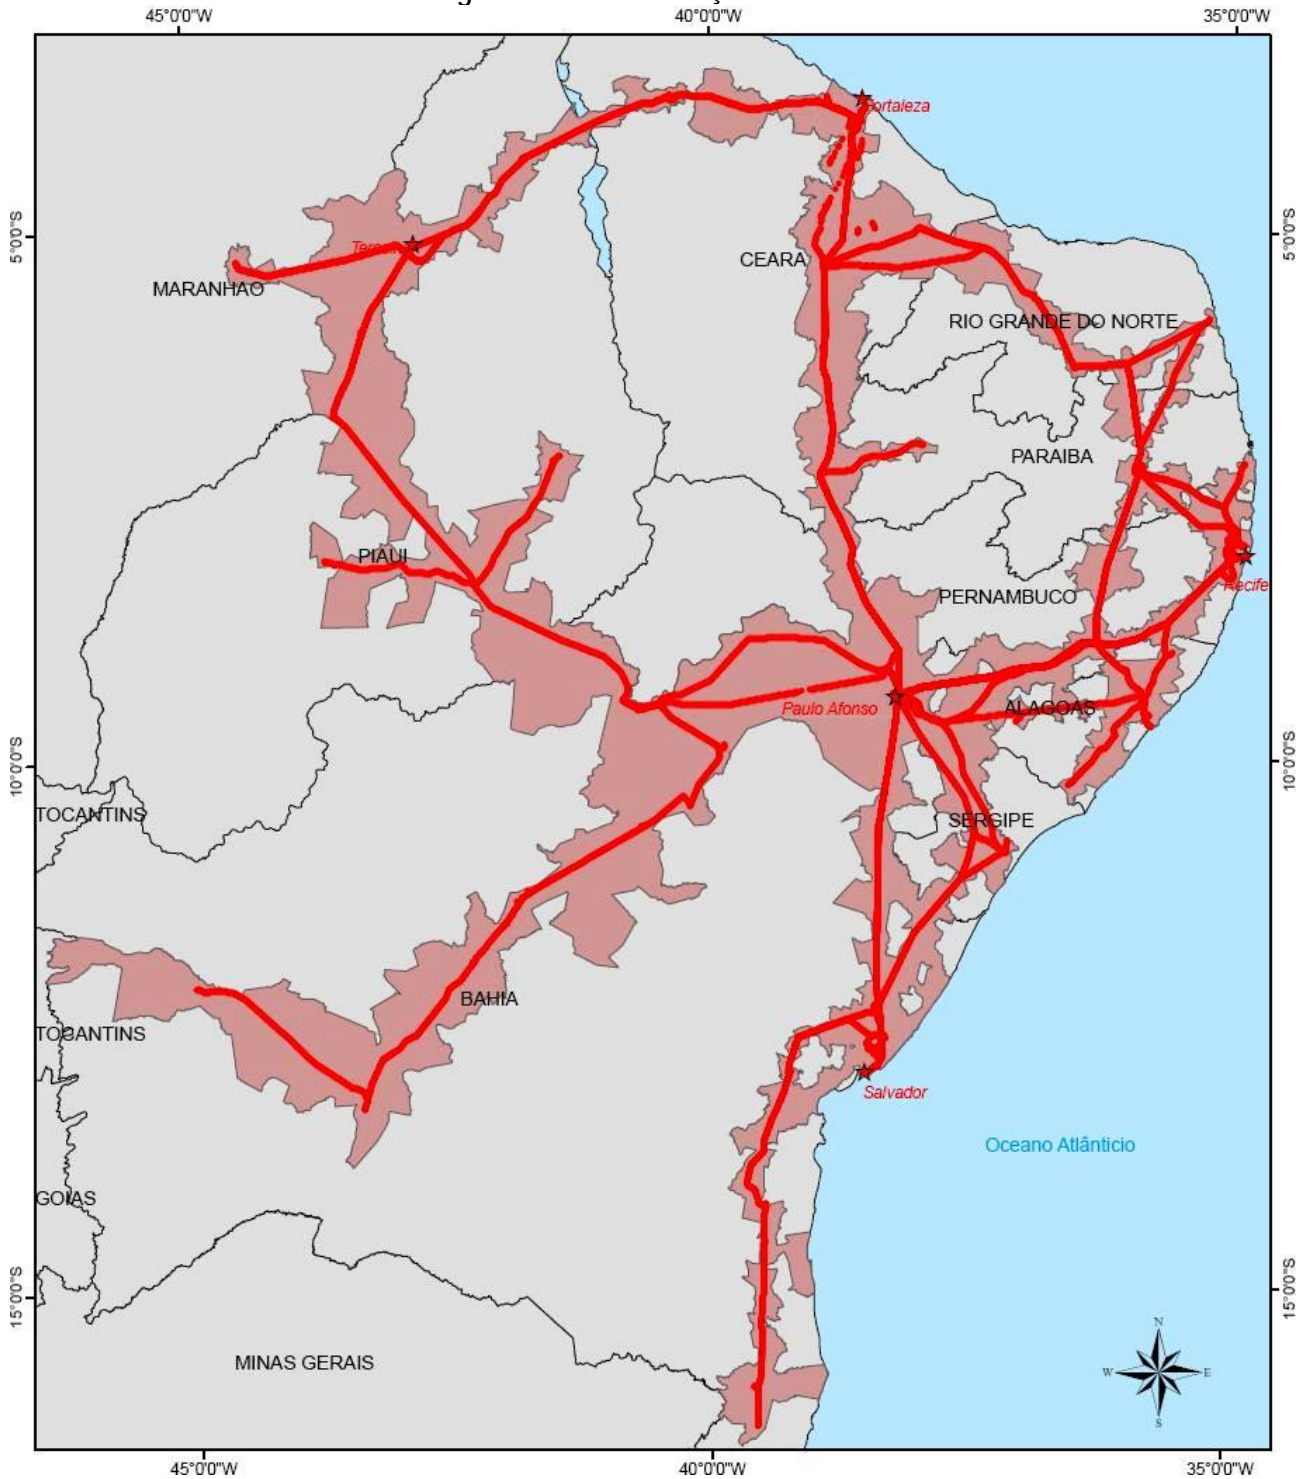 45°0'0"W 40°0'0"W 35°0'0"W
Fortaleza
5°0'0"S
5°0'0"S
CEARA
MARANHAO
RIO GRANDE DO NORTE
PARAIBA
PIAUI
Recife
PERNAMBUCO
Paulo Afonso
ALAGOAS
10°0'0"S
10°0'0"S
TOCANTINS
SERGIPE
BAHIA
TOCANTINS
Salvador
Oceano Atlânticio
GOIAS
15°0'0"S
15°0'0"S
N
MINAS GERAIS
W E
S
45°0'0"W 40°0'0"W 35°0'0"W